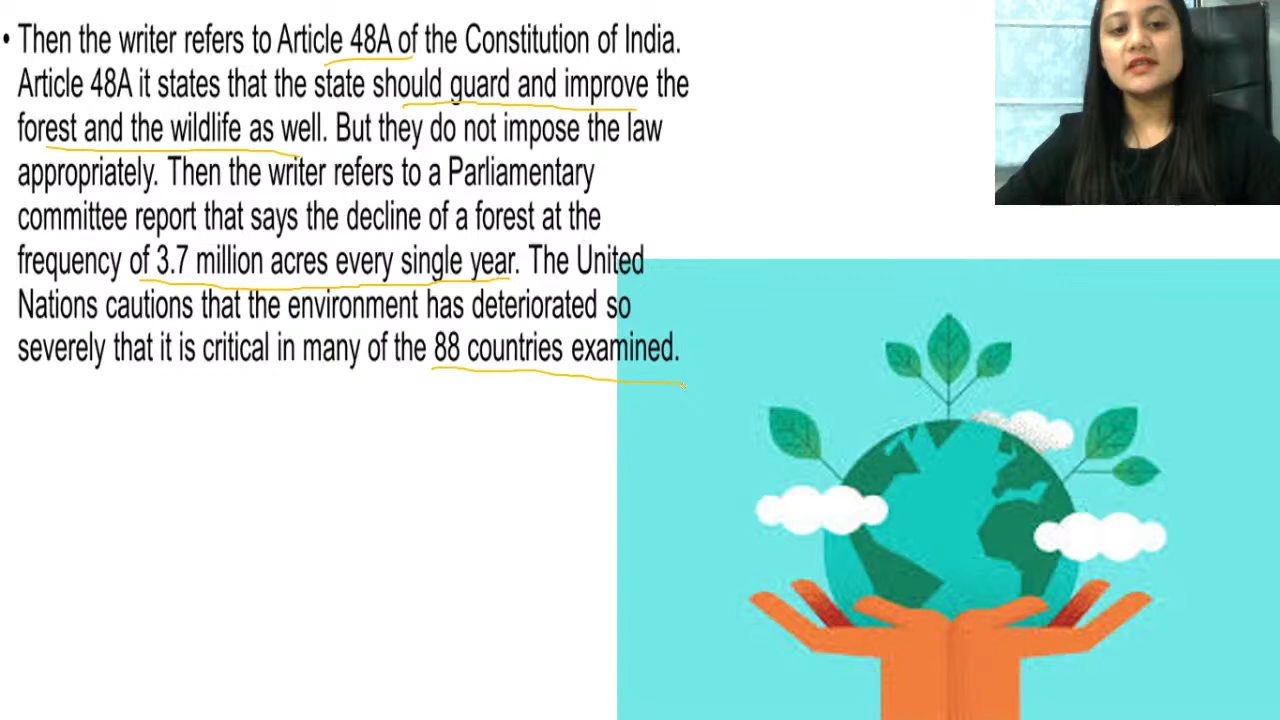 • Then the writer refers to Article 48A of the Constitution of India.
Article 48A it states that the state should guard and improve the
forest and the wildlife as well. But they do not impose the law
appropriately. Then the writer refers to a Parliamentary
committee report that says the decline of a forest at the
frequency of 3.7 million acres every single year. The United
Nations cautions that the environment has deteriorated so
severely that it is critical in many of the 88 countries examined.